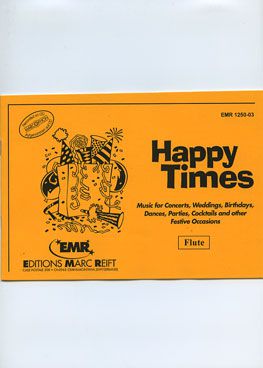 EMR 1250-03
Happy
Times
Music for Concerts, Weddings, Birthdays,
Dances, Parties, Cocktails and other
Festive Occasions
Flute
EMR
EDITIONS MARC REIFT